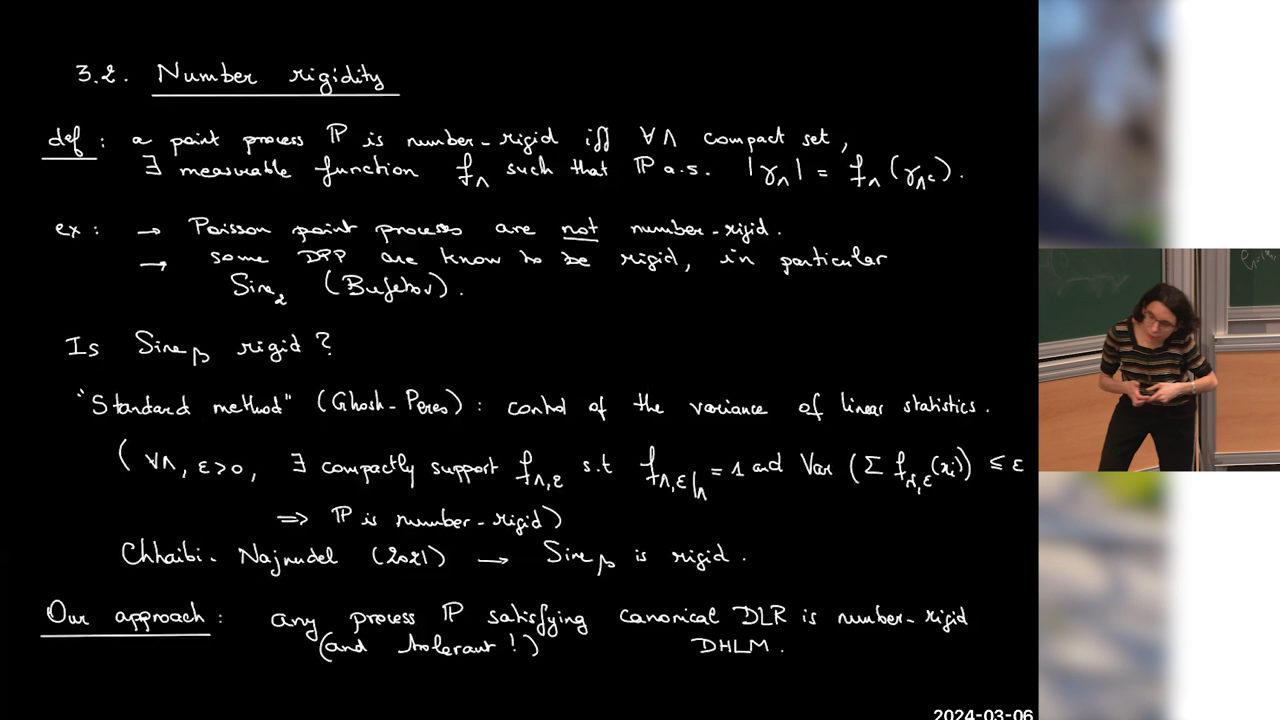 3.2. Number rigidity
def : a point process ℙ is number-rigid iff ∀Λ compact set,
∃ measurable function f_Λ such that ℙ a.s. |γ_Λ| = f_Λ(γ_Λᶜ).
ex : → Poisson point process are not number-rigid.
→ some DPP are know to be rigid, in particular
Sine₂ (Bufetov).
Is Sine_β rigid ?
"Standard method" (Ghosh-Peres) : control of the variance of linear statistics.
(∀Λ, ε>0, ∃ compactly support f_Λ,ε s.t f_Λ,ε|_Λ = 1 and Var (Σ f_Λ,ε(xi)) ≤ ε
⇒ ℙ is number-rigid)
Chhaibi - Najnudel (2021) → Sine_β is rigid.
Our approach : any process ℙ satisfying canonical DLR is number-rigid
(and tolerant !) DHLM.
2024-03-06